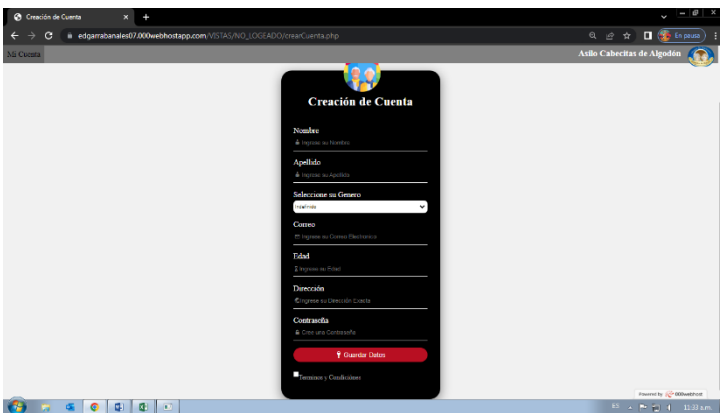 Creación de Cuenta
edgarrabanales07.000webhostapp.com/VISTAS/NO_LOGEADO/crearCuenta.php
En pausa
Mi Cuenta
Asilo Cabecitas de Algodón
Creación de Cuenta
Nombre
Ingrese su Nombre
Apellido
Ingrese su Apellido
Seleccione su Genero
Indefinido
Correo
Ingrese su Correo Electronico
Edad
Ingrese su Edad
Dirección
Ingrese su Dirección Exacta
Contraseña
Cree una Contraseña
Guardar Datos
Terminos y Condiciones
Powered by 000webhost
ES
11:33 a.m.